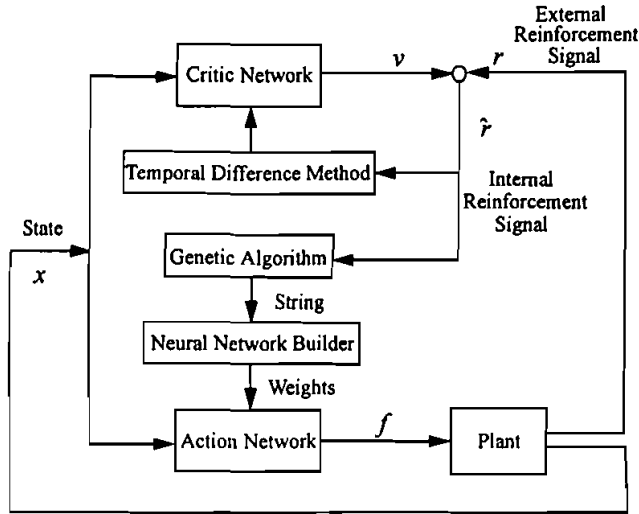 External
Reinforcement
Signal
Critic Network
v
r
r̂
Temporal Difference Method
Internal
Reinforcement
Signal
State
x
Genetic Algorithm
String
Neural Network Builder
Weights
Action Network
f
Plant